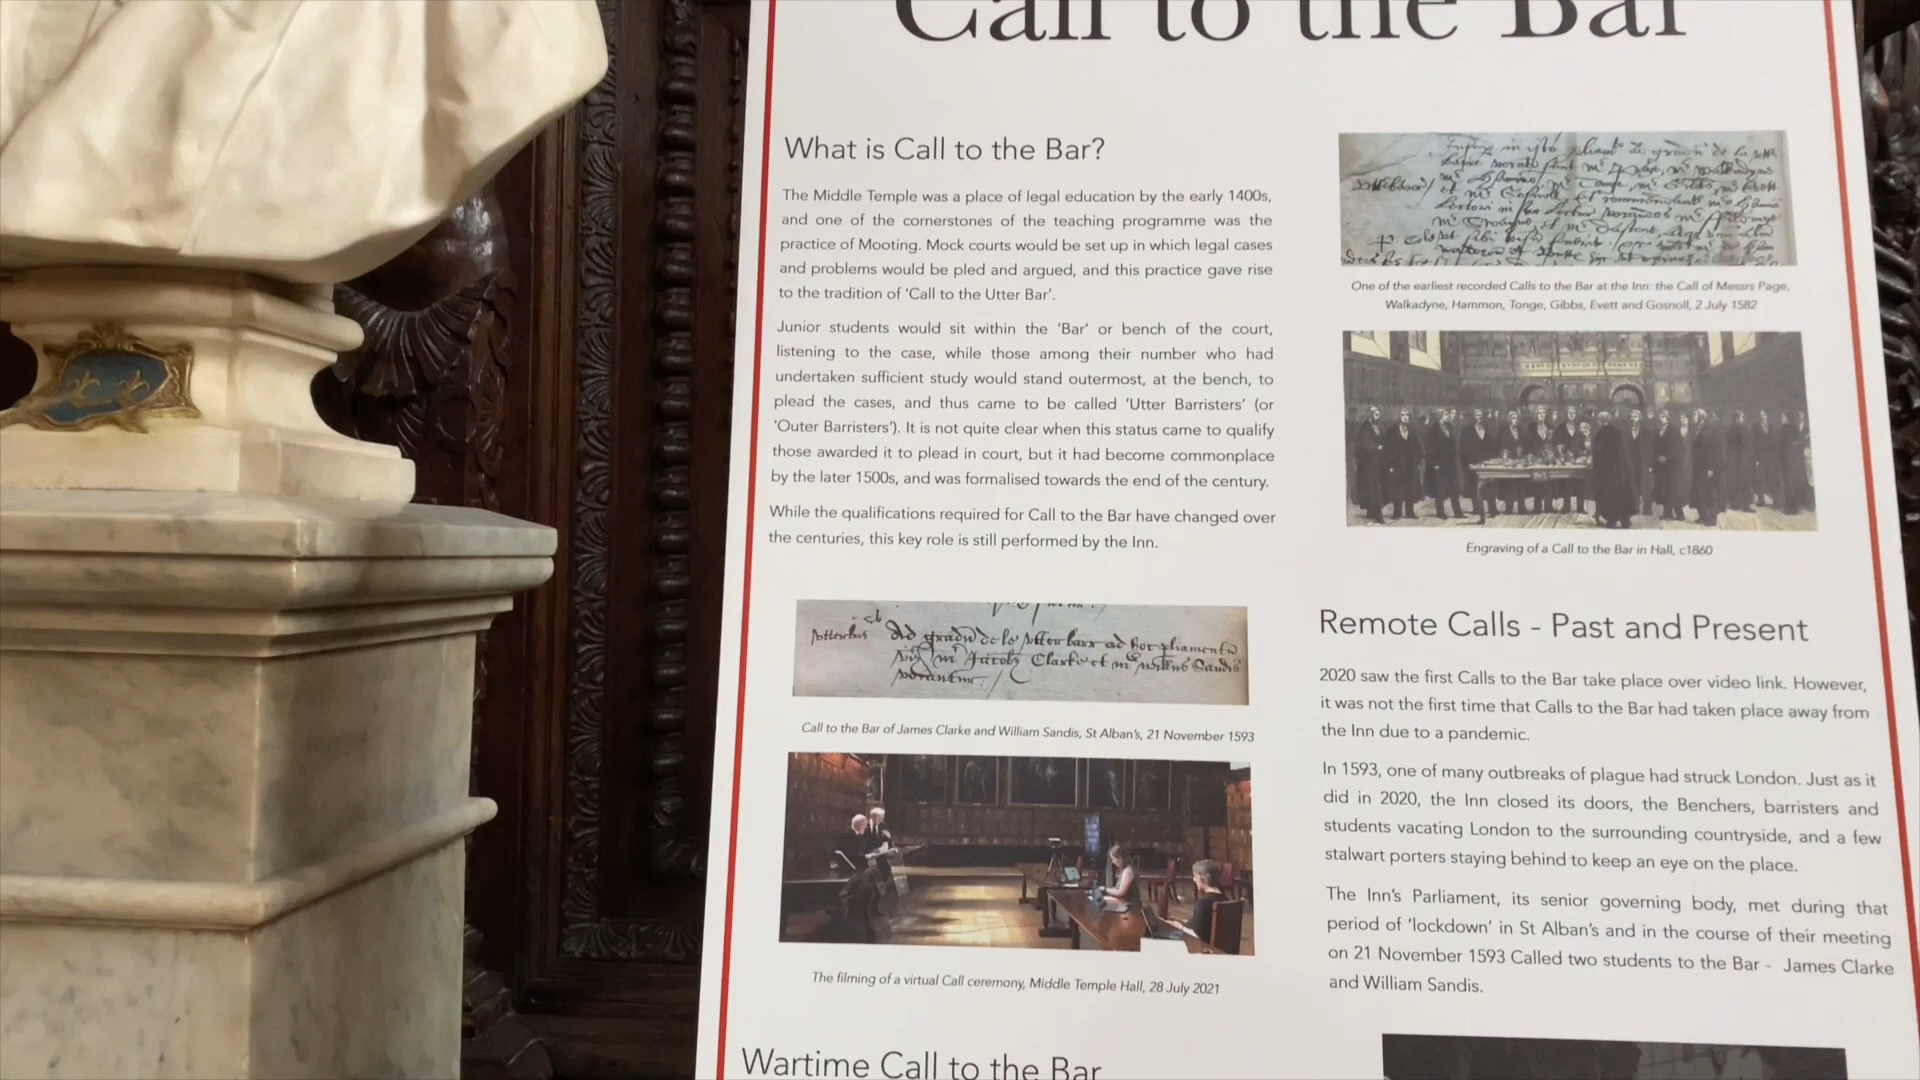 Call to the Bar
What is Call to the Bar?
The Middle Temple was a place of legal education by the early 1400s,
and one of the cornerstones of the teaching programme was the
practice of Mooting. Mock courts would be set up in which legal cases
and problems would be pled and argued, and this practice gave rise
to the tradition of 'Call to the Utter Bar'.
Junior students would sit within the 'Bar' or bench of the court,
listening to the case, while those among their number who had
undertaken sufficient study would stand outermost, at the bench, to
plead the cases, and thus came to be called 'Utter Barristers' (or
'Outer Barristers'). It is not quite clear when this status came to qualify
those awarded it to plead in court, but it had become commonplace
by the later 1500s, and was formalised towards the end of the century.
While the qualifications required for Call to the Bar have changed over
the centuries, this key role is still performed by the Inn.
Call to the Bar of James Clarke and William Sandis, St Alban's, 21 November 1593
The filming of a virtual Call ceremony, Middle Temple Hall, 28 July 2021
Wartime Call to the Bar
One of the earliest recorded Calls to the Bar at the Inn: the Call of Messrs Page,
Walkadyne, Hammon, Tonge, Gibbs, Evett and Gosnoll, 2 July 1582
Engraving of a Call to the Bar in Hall, c1860
Remote Calls - Past and Present
2020 saw the first Calls to the Bar take place over video link. However,
it was not the first time that Calls to the Bar had taken place away from
the Inn due to a pandemic.
In 1593, one of many outbreaks of plague had struck London. Just as it
did in 2020, the Inn closed its doors, the Benchers, barristers and
students vacating London to the surrounding countryside, and a few
stalwart porters staying behind to keep an eye on the place.
The Inn's Parliament, its senior governing body, met during that
period of 'lockdown' in St Alban's and in the course of their meeting
on 21 November 1593 Called two students to the Bar - James Clarke
and William Sandis.